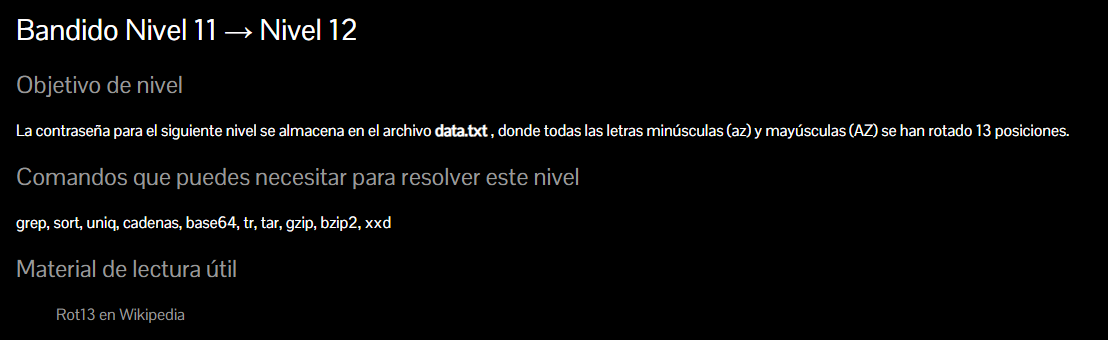 Bandido Nivel 11 → Nivel 12
Objetivo de nivel
La contraseña para el siguiente nivel se almacena en el archivo data.txt , donde todas las letras minúsculas (az) y mayúsculas (AZ) se han rotado 13 posiciones.
Comandos que puedes necesitar para resolver este nivel
grep, sort, uniq, cadenas, base64, tr, tar, gzip, bzip2, xxd
Material de lectura útil
Rot13 en Wikipedia